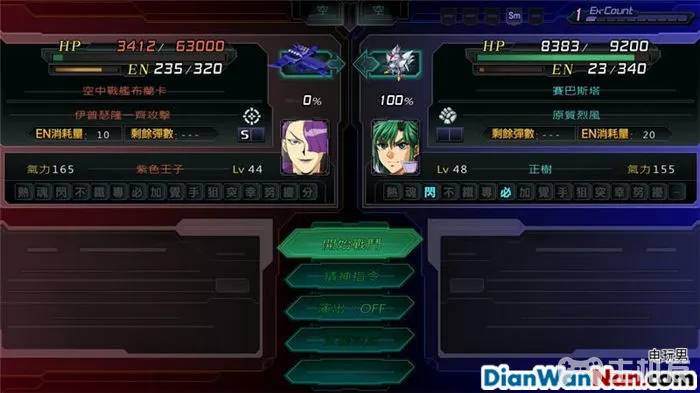 空
空
Sm
1 ExCount
HP 3412/63000
EN 235/320
HP 8383/9200
EN 23/340
空中戰艦布蘭卡
0%
100%
賽巴斯塔
伊普瑟隆一齊攻擊
原質烈風
EN消耗量: 10
剩餘彈數: ---
S
剩餘彈數: ---
EN消耗量: 20
氣力165
紫色王子
Lv 44
Lv 48
正樹
氣力155
熱 魂 閃 不 鐵 專 必 加 覺 手 突 幸 努 擾 分
熱 魂 閃 不 鐵 專 必 加 覺 手 突 幸 努 擾
開始戰鬥
精神指令
演出 OFF
电玩男
DianWanNan.com